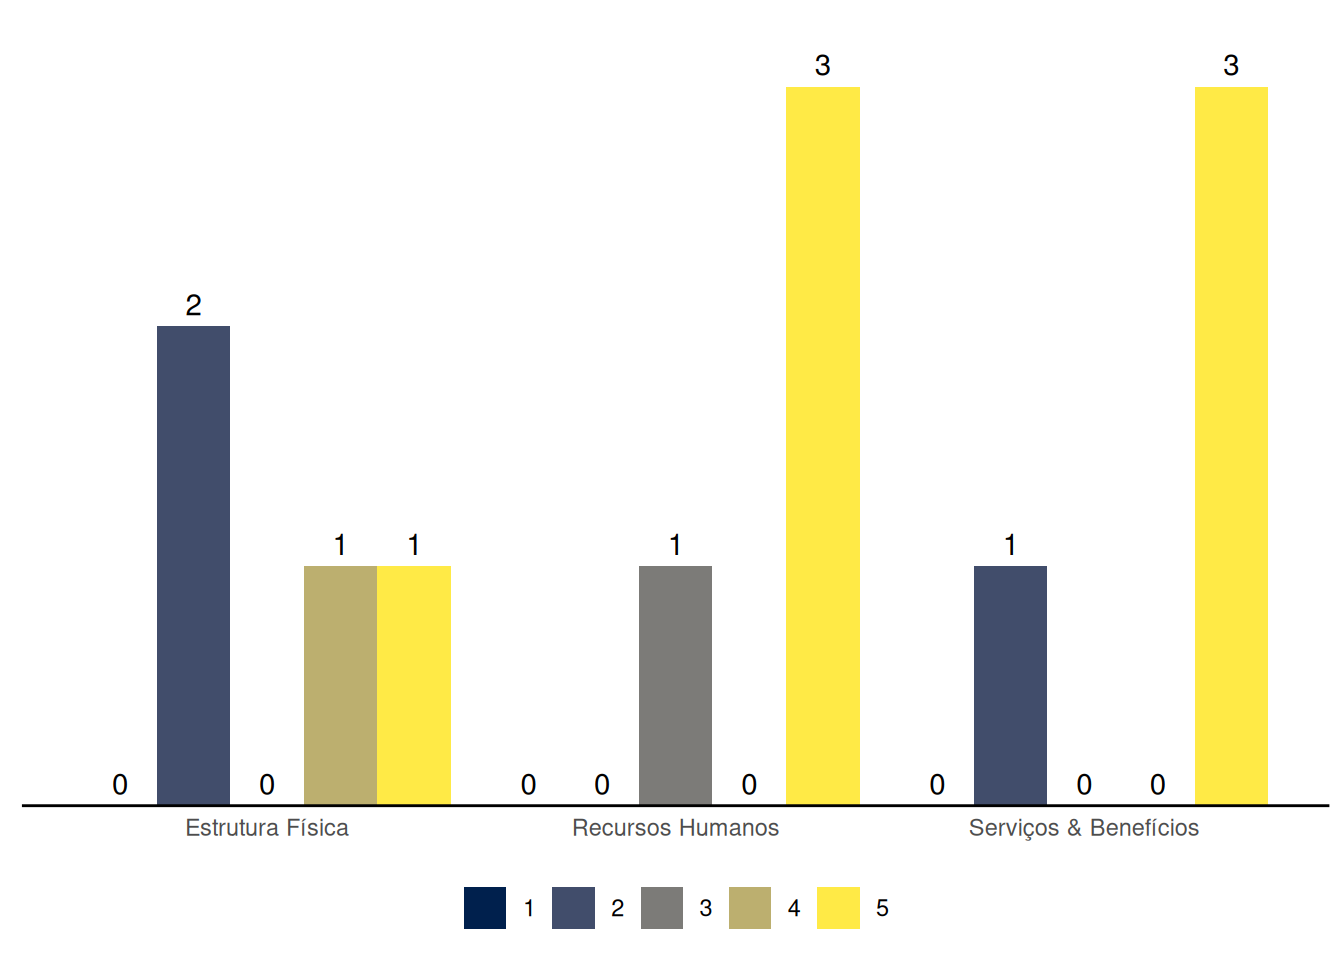 3 3
2
1 1 1 1
0 0 0 0 0 0 0 0
Estrutura Física Recursos Humanos Serviços & Benefícios
1 2 3 4 5